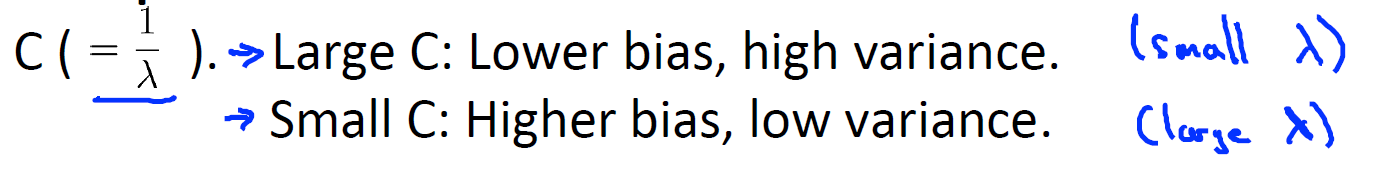 C ( = 1/λ ). → Large C: Lower bias, high variance. (small λ)
→ Small C: Higher bias, low variance. (large λ)